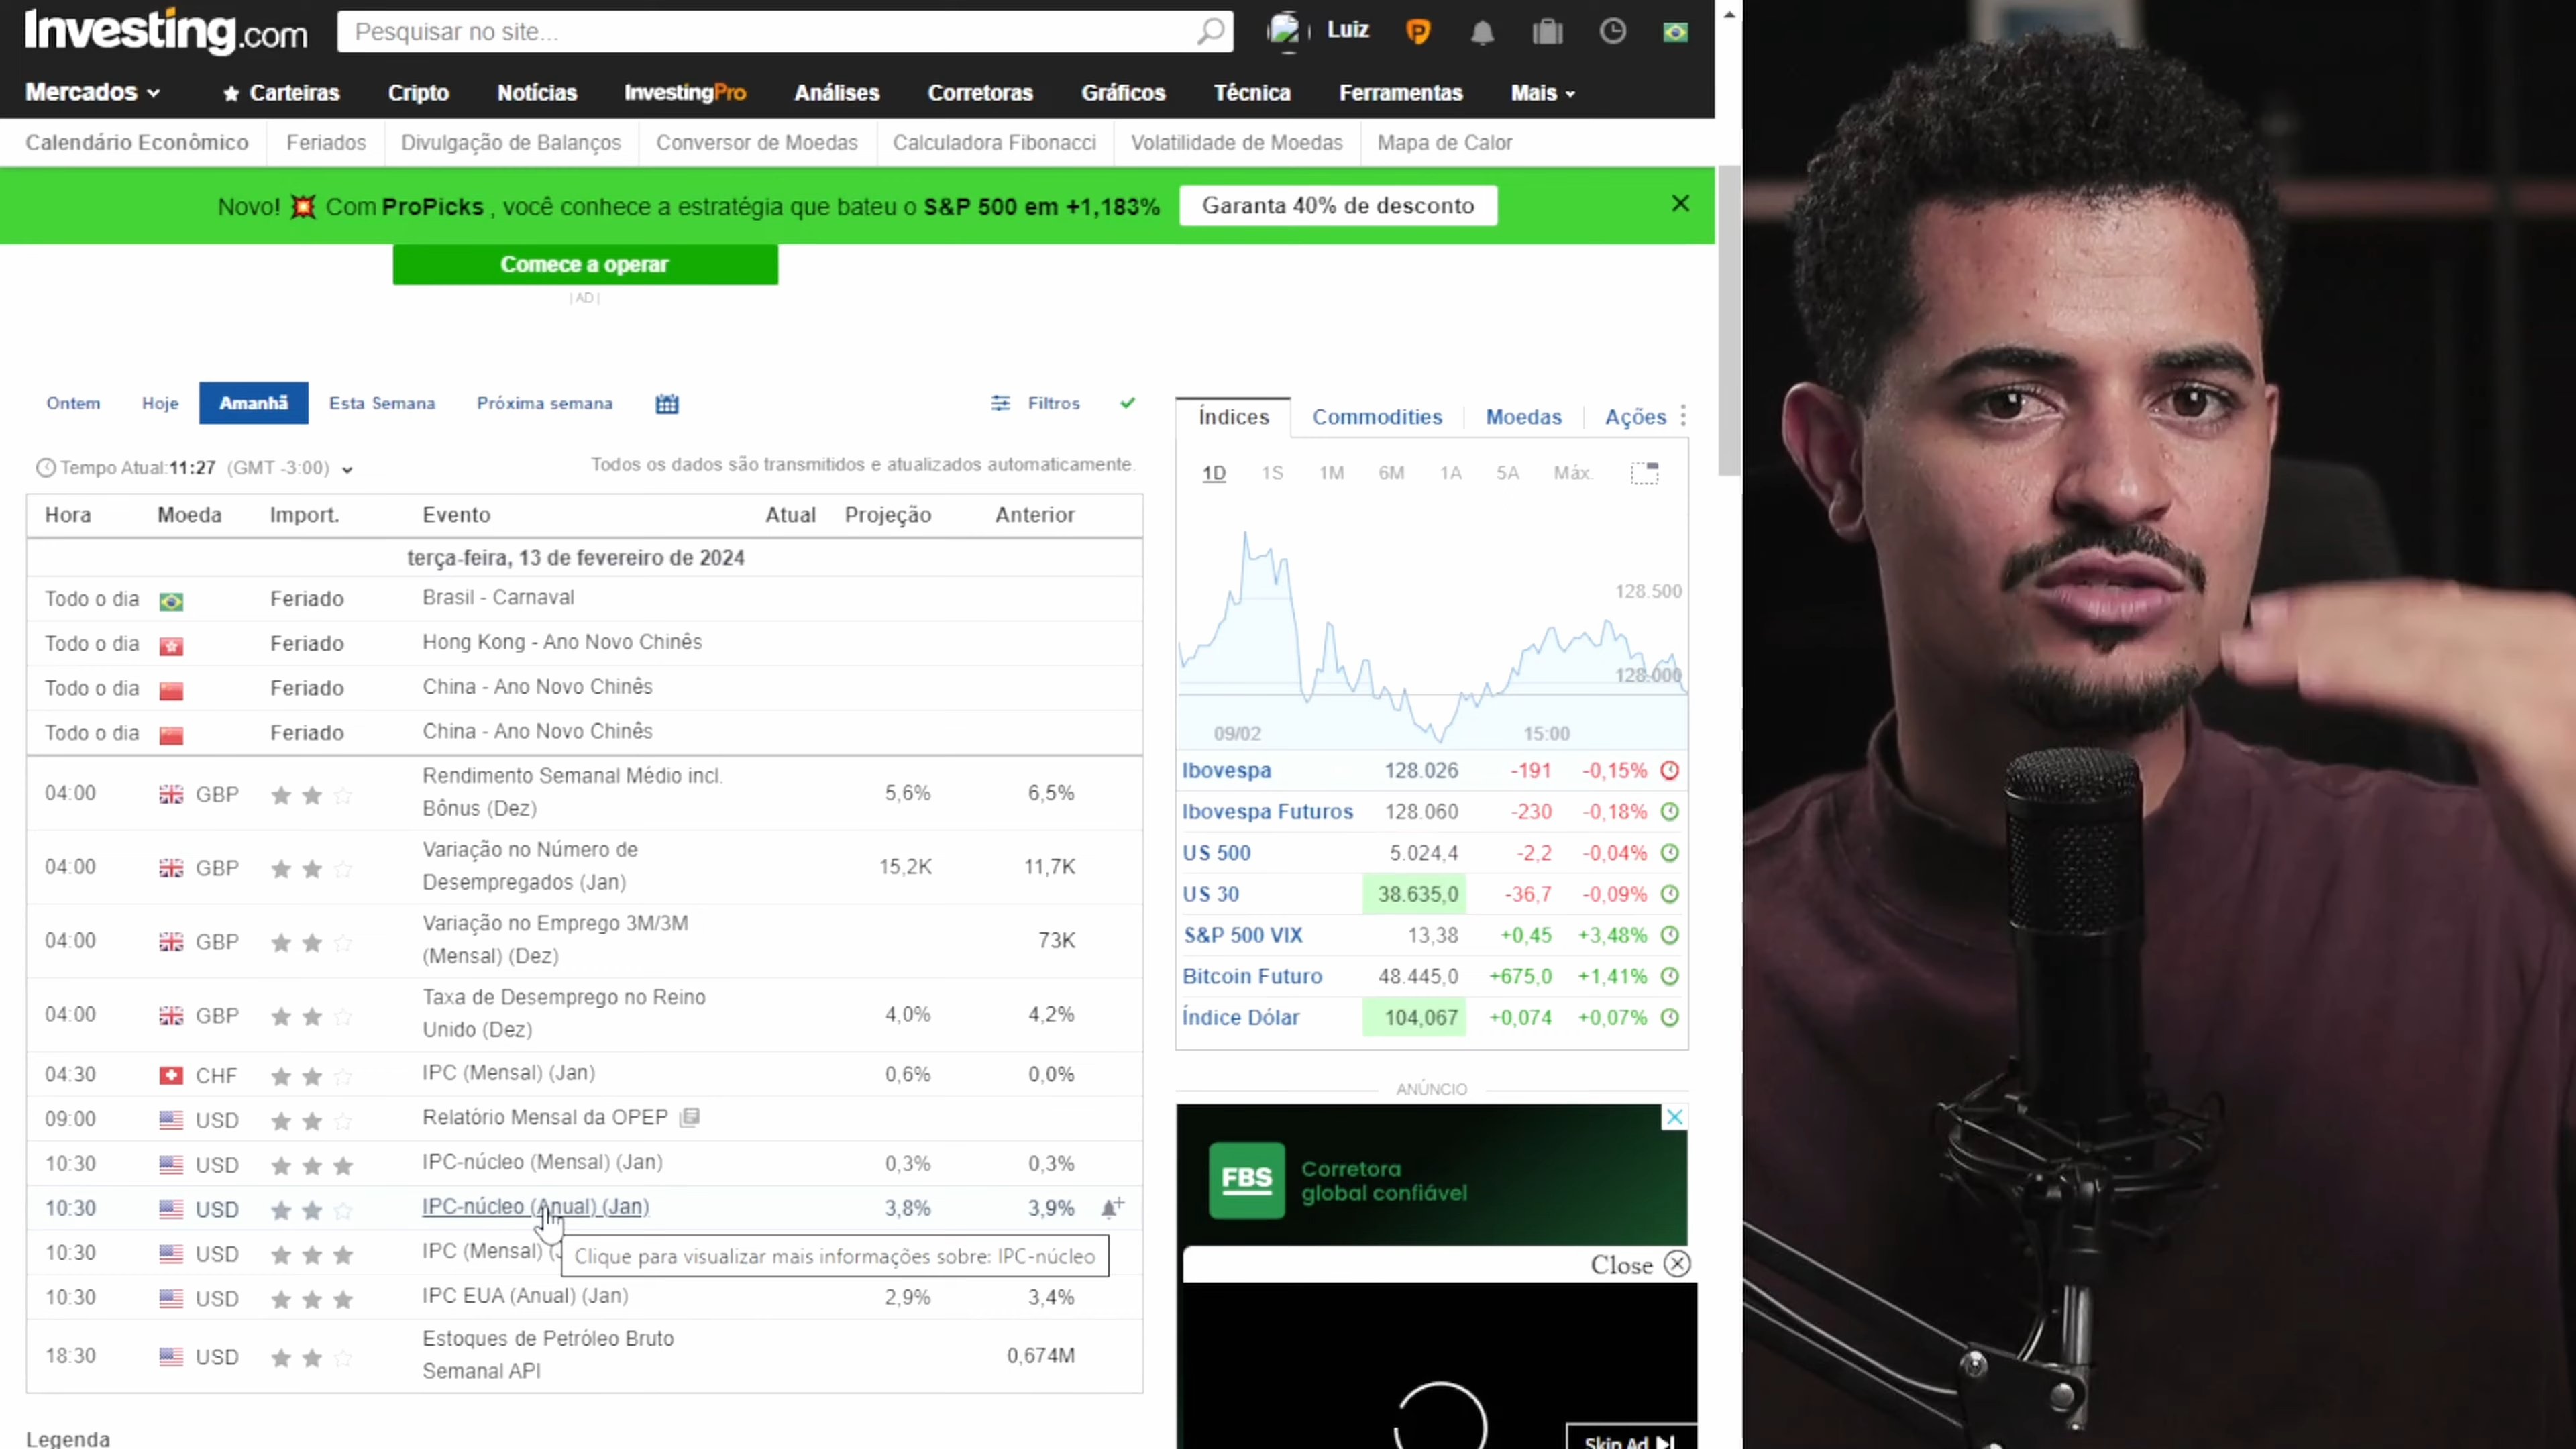 Investing.com
Pesquisar no site...
Luiz
P
Mercados
Carteiras
Cripto
Notícias
InvestingPro
Análises
Corretoras
Gráficos
Técnica
Ferramentas
Mais
Calendário Econômico
Feriados
Divulgação de Balanços
Conversor de Moedas
Calculadora Fibonacci
Volatilidade de Moedas
Mapa de Calor
Novo! 💥 Com ProPicks , você conhece a estratégia que bateu o S&P 500 em +1,183%
Garanta 40% de desconto
Comece a operar
| AD |
Ontem
Hoje
Amanhã
Esta Semana
Próxima semana
Filtros
Tempo Atual:11:27 (GMT -3:00)
Todos os dados são transmitidos e atualizados automaticamente.
Hora Moeda Import. Evento Atual Projeção Anterior
terça-feira, 13 de fevereiro de 2024
Todo o dia Feriado Brasil - Carnaval
Todo o dia Feriado Hong Kong - Ano Novo Chinês
Todo o dia Feriado China - Ano Novo Chinês
Todo o dia Feriado China - Ano Novo Chinês
04:00 GBP Rendimento Semanal Médio incl.
Bônus (Dez) 5,6% 6,5%
04:00 GBP Variação no Número de
Desempregados (Jan) 15,2K 11,7K
04:00 GBP Variação no Emprego 3M/3M
(Mensal) (Dez) 73K
04:00 GBP Taxa de Desemprego no Reino
Unido (Dez) 4,0% 4,2%
04:30 CHF IPC (Mensal) (Jan) 0,6% 0,0%
09:00 USD Relatório Mensal da OPEP
10:30 USD IPC-núcleo (Mensal) (Jan) 0,3% 0,3%
10:30 USD IPC-núcleo (Anual) (Jan) 3,8% 3,9%
10:30 USD IPC (Mensal)
Clique para visualizar mais informações sobre: IPC-núcleo
10:30 USD IPC EUA (Anual) (Jan) 2,9% 3,4%
18:30 USD Estoques de Petróleo Bruto
Semanal API 0,674M
Legenda
Índices
Commodities
Moedas
Ações
1D 1S 1M 6M 1A 5A Máx.
128.500
128.000
09/02 15:00
Ibovespa 128.026 -191 -0,15%
Ibovespa Futuros 128.060 -230 -0,18%
US 500 5.024,4 -2,2 -0,04%
US 30 38.635,0 -36,7 -0,09%
S&P 500 VIX 13,38 +0,45 +3,48%
Bitcoin Futuro 48.445,0 +675,0 +1,41%
Índice Dólar 104,067 +0,074 +0,07%
ANÚNCIO
FBS
Corretora
global confiável
Close
Skip Ad